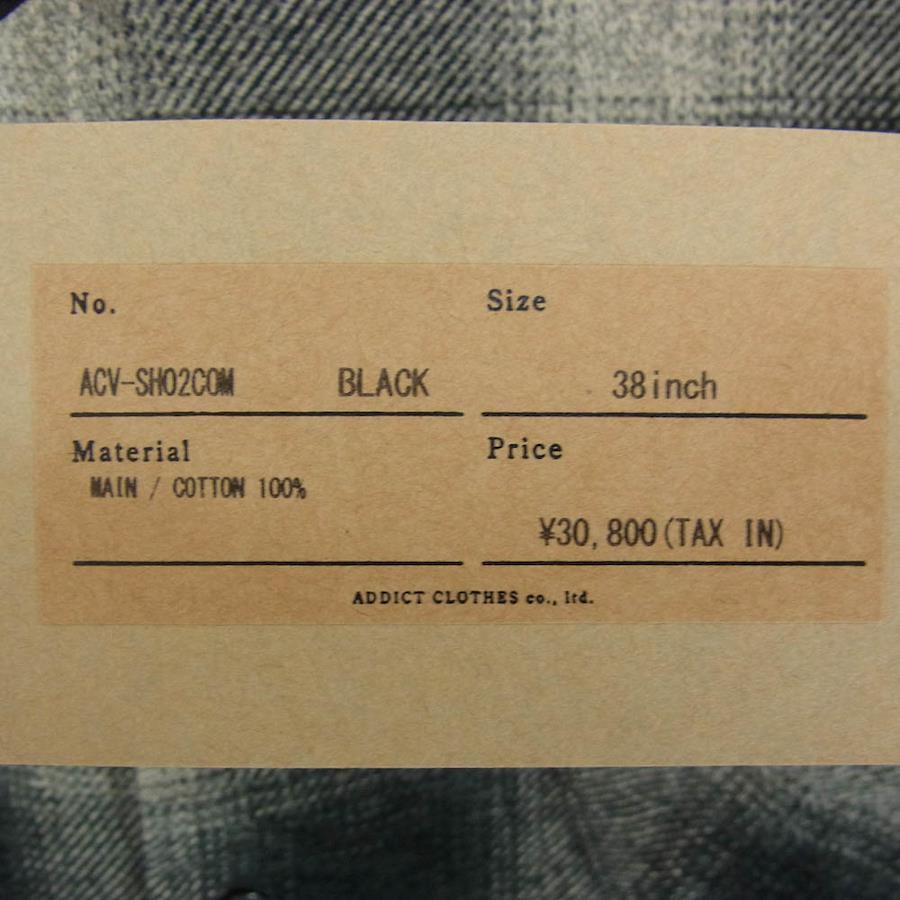 No.
Size
ACV-SH02COM BLACK
38inch
Material
Price
MAIN / COTTON 100%
¥30,800(TAX IN)
ADDICT CLOTHES co., ltd.